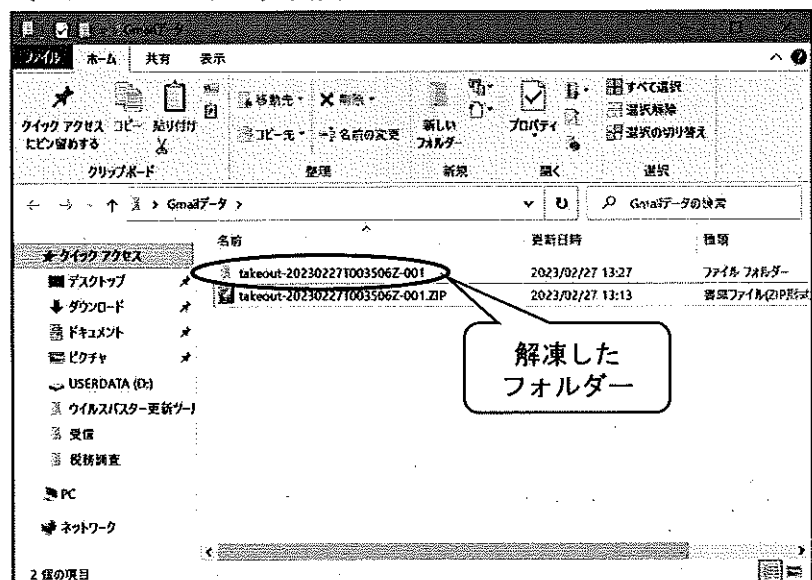 Gmailデータ
ファイル ホーム 共有 表示
クイック アクセス コピー 貼り付け
にピン留めする
移動先 削除
コピー先 名前の変更
新しい
フォルダー
プロパティ
すべて選択
選択解除
選択の切り替え
クリップボード 整理 新規 開く 選択
Gmailデータ
Gmailデータの検索
名前 更新日時 種類
クイック アクセス
takeout-20230227T003506Z-001 2023/02/27 13:27 ファイル フォルダー
デスクトップ
takeout-20230227T003506Z-001.ZIP 2023/02/27 13:13
ダウンロード
ドキュメント
ピクチャ
USERDATA (D:)
ウイルスバスター更新ツール
受信
税務調査
PC
ネットワーク
解凍した
フォルダー
2 個の項目